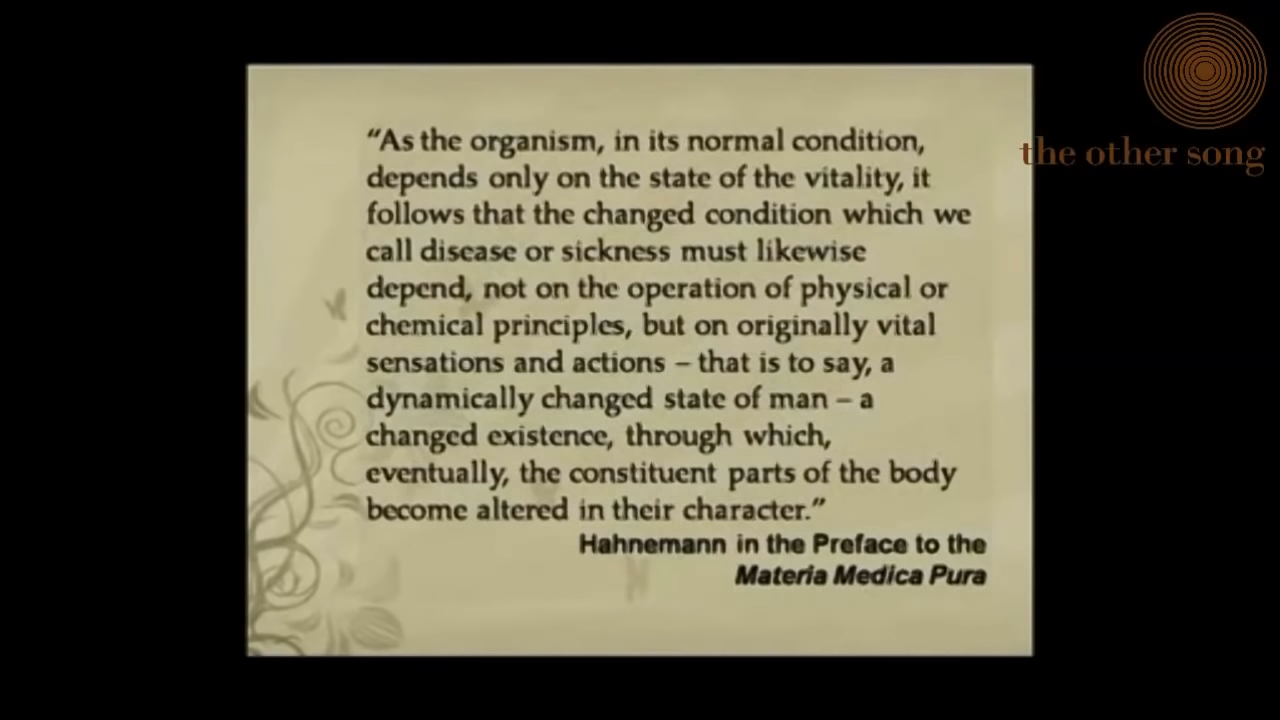 the other song
“As the organism, in its normal condition,
depends only on the state of the vitality, it
follows that the changed condition which we
call disease or sickness must likewise
depend, not on the operation of physical or
chemical principles, but on originally vital
sensations and actions – that is to say, a
dynamically changed state of man – a
changed existence, through which,
eventually, the constituent parts of the body
become altered in their character.”
Hahnemann in the Preface to the
Materia Medica Pura